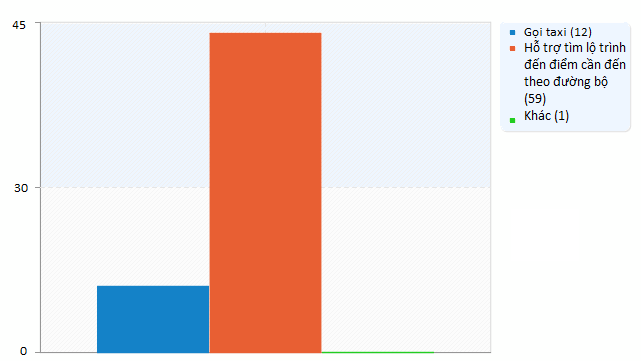 45
30
0
Gọi taxi (12)
Hỗ trợ tìm lộ trình
đến điểm cần đến
theo đường bộ
(59)
Khác (1)